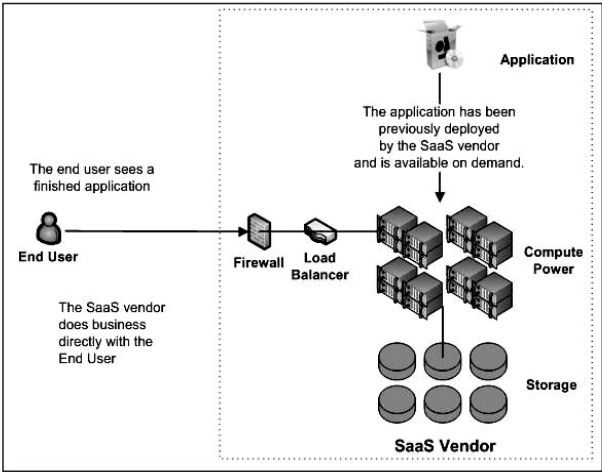 Application
The application has been
previously deployed
by the SaaS vendor
and is available on demand.
The end user sees a
finished application
End User
Firewall
Load
Balancer
Compute
Power
The SaaS vendor
does business
directly with the
End User
Storage
SaaS Vendor